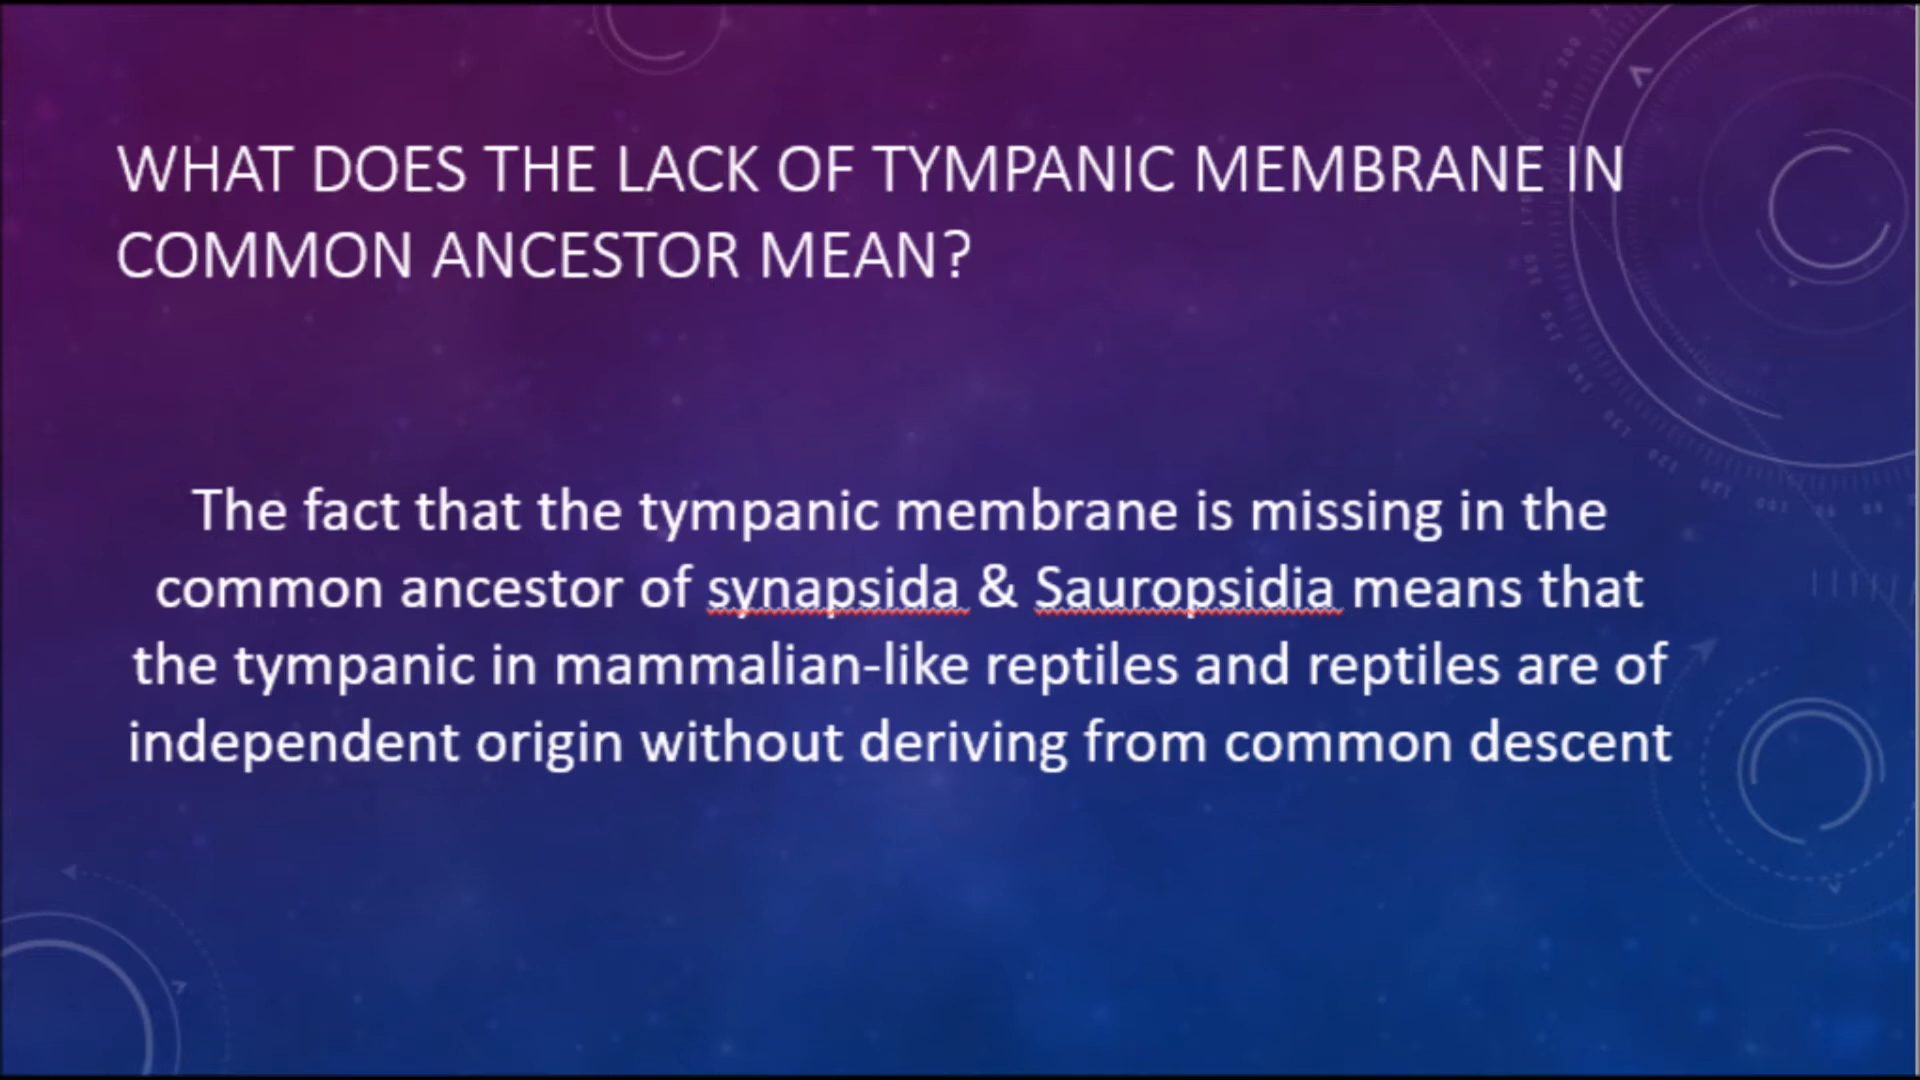 WHAT DOES THE LACK OF TYMPANIC MEMBRANE IN
COMMON ANCESTOR MEAN?
The fact that the tympanic membrane is missing in the
common ancestor of synapsida & Sauropsidia means that
the tympanic in mammalian-like reptiles and reptiles are of
independent origin without deriving from common descent